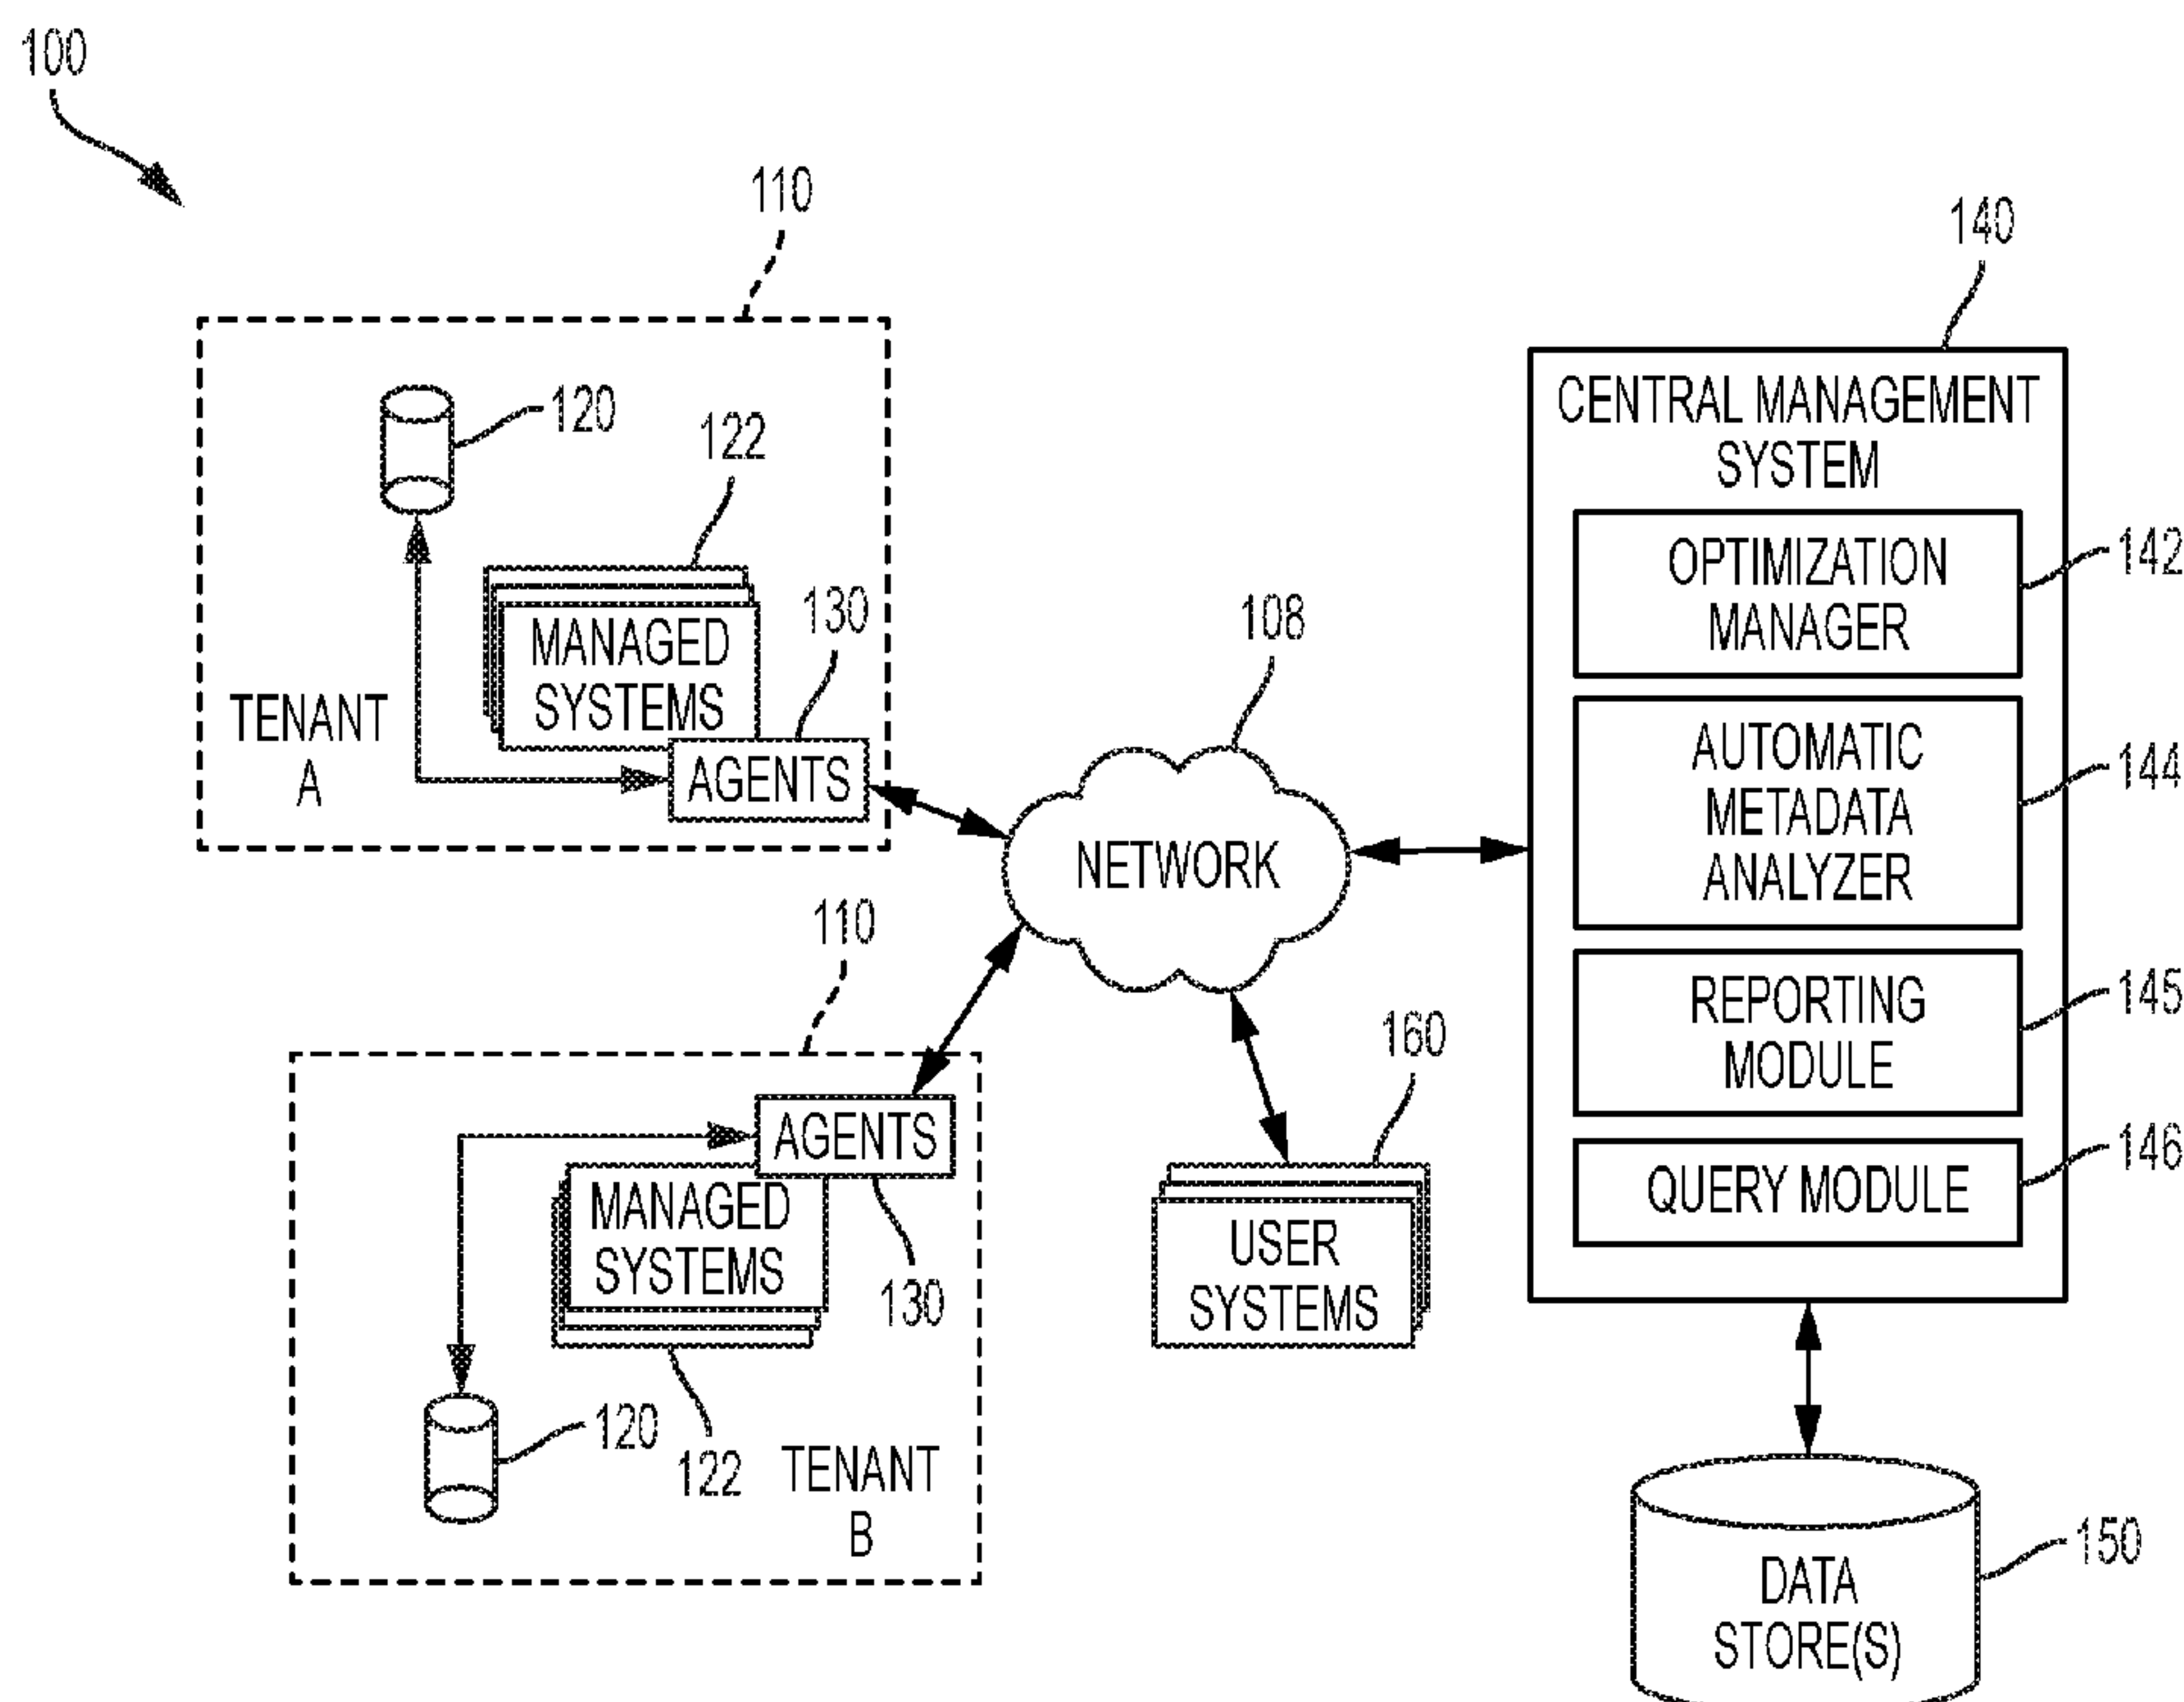 100
110
120
122
130
MANAGED
SYSTEMS
TENANT
A
AGENTS
108
NETWORK
140
CENTRAL MANAGEMENT
SYSTEM
OPTIMIZATION
MANAGER
142
AUTOMATIC
METADATA
ANALYZER
144
REPORTING
MODULE
145
QUERY MODULE
146
110
AGENTS
MANAGED
SYSTEMS
130
120
122
TENANT
B
160
USER
SYSTEMS
DATA
STORE(S)
150